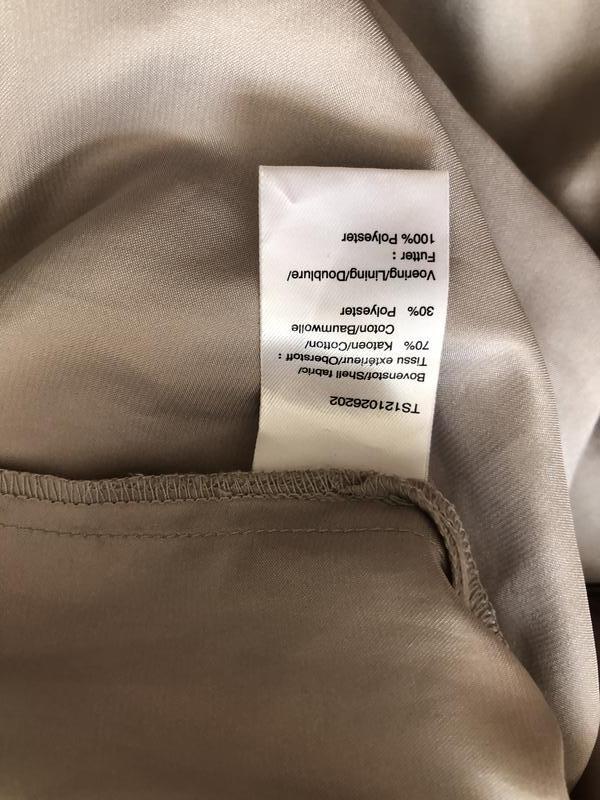 TS121026202
Bovenstof/Shell fabric/
Tissu extérieur/Oberstoff :
70% Katoen/Cotton/
Coton/Baumwolle
30% Polyester
Voering/Lining/Doublure/
Futter :
100% Polyester